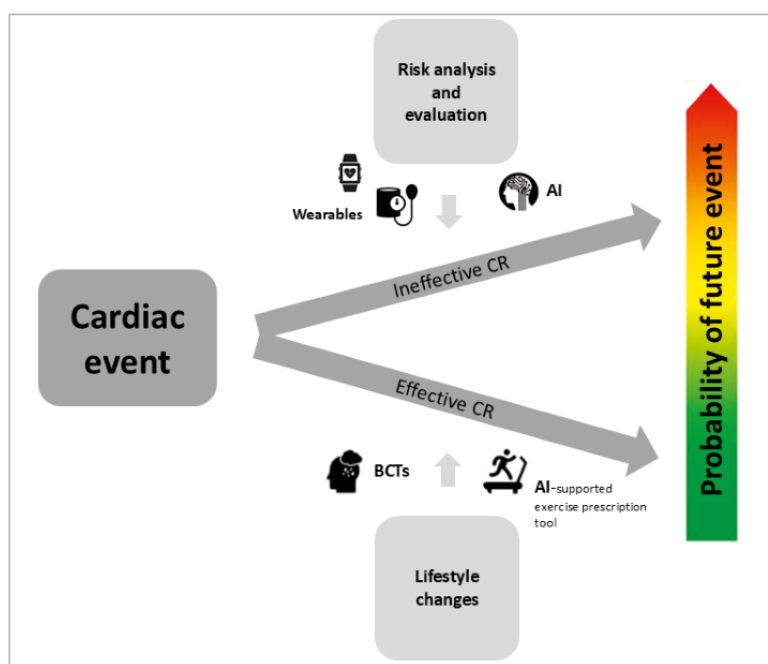 Risk analysis
and
evaluation
Wearables
AI
Ineffective CR
Cardiac
event
Effective CR
BCTs
AI-supported
exercise prescription
tool
Lifestyle
changes
Probability of future event